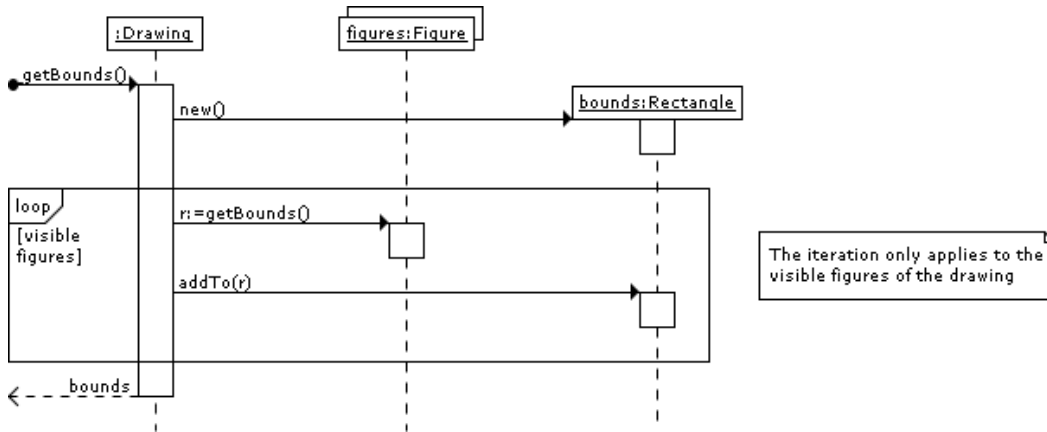 :Drawing
figures:Figure
getBounds()
bounds:Rectangle
new()
loop
[visible
figures]
r:=getBounds()
addTo(r)
The iteration only applies to the
visible figures of the drawing
bounds